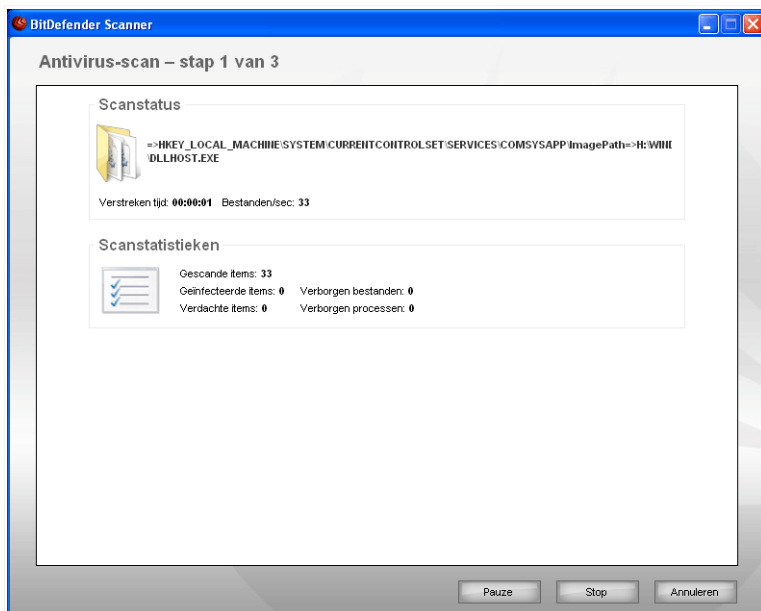 BitDefender Scanner
Antivirus-scan – stap 1 van 3
Scanstatus
=>HKEY_LOCAL_MACHINE\SYSTEM\CURRENTCONTROLSET\SERVICES\COMSYSAPP\ImagePath=>H:\WIND
\DLLHOST.EXE
Verstreken tijd: 00:00:01 Bestanden/sec: 33
Scanstatistieken
Gescande items: 33
Geïnfecteerde items: 0 Verborgen bestanden: 0
Verdachte items: 0 Verborgen processen: 0
Pauze Stop Annuleren